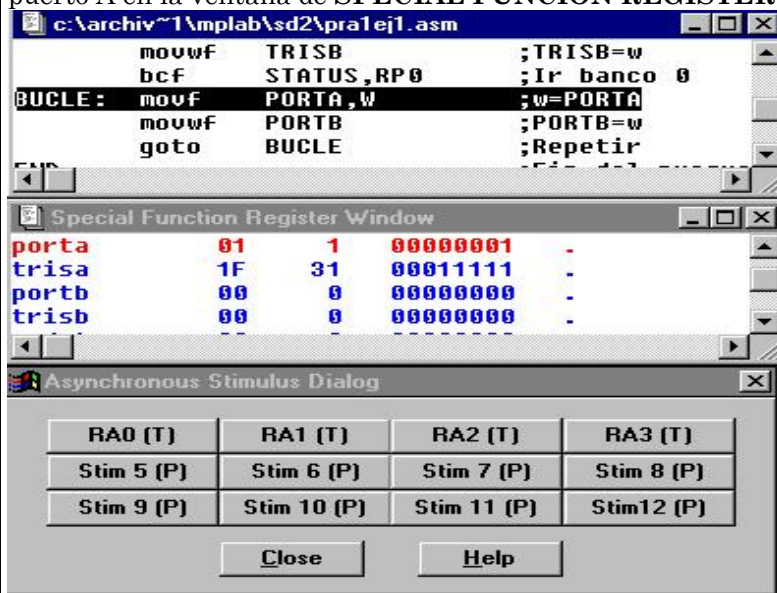 puerto A en la ventana de SPECIAL FUNCION REGISTER
c:\archiv~1\mplab\sd2\pra1ej1.asm
movwf TRISB ;TRISB=w
bcf STATUS,RP0 ;Ir banco 0
BUCLE: movf PORTA,W ;w=PORTA
movwf PORTB ;PORTB=w
goto BUCLE ;Repetir
Special Function Register Window
porta 01 1 00000001 .
trisa 1F 31 00011111 .
portb 00 0 00000000 .
trisb 00 0 00000000 .
Asynchronous Stimulus Dialog
RA0 (T) RA1 (T) RA2 (T) RA3 (T)
Stim 5 (P) Stim 6 (P) Stim 7 (P) Stim 8 (P)
Stim 9 (P) Stim 10 (P) Stim 11 (P) Stim12 (P)
Close Help